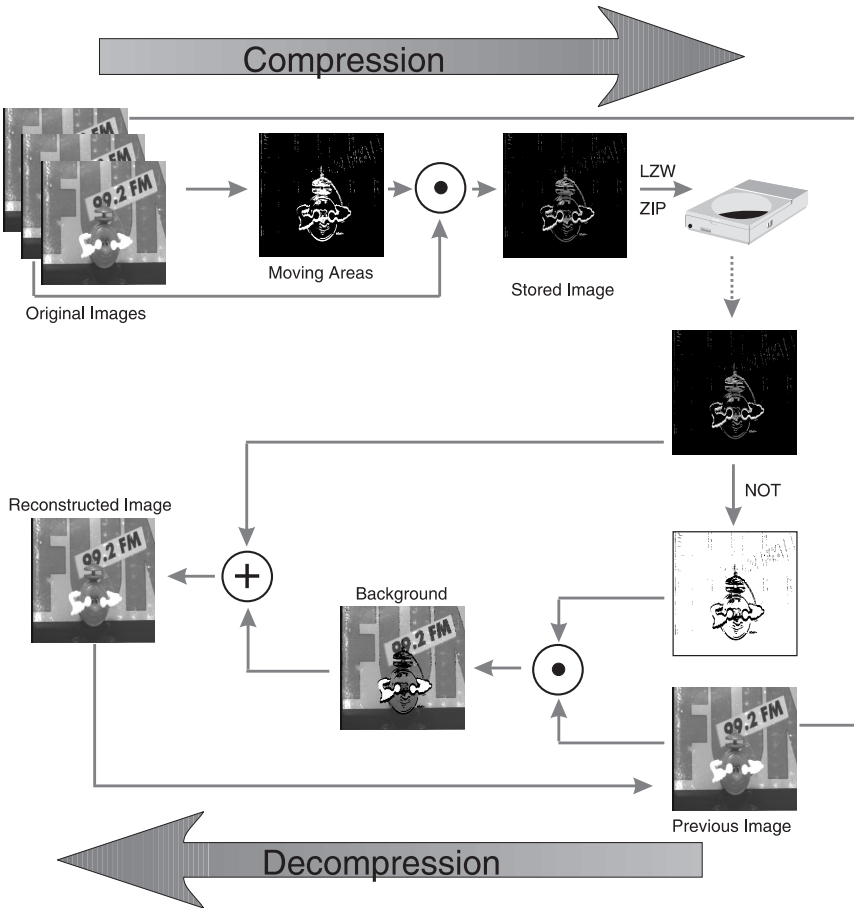 Compression
99.2 FM
LZW
ZIP
Moving Areas
Stored Image
Original Images
NOT
Reconstructed Image
99.2 FM
Background
99.2 FM
99.2 FM
Previous Image
Decompression